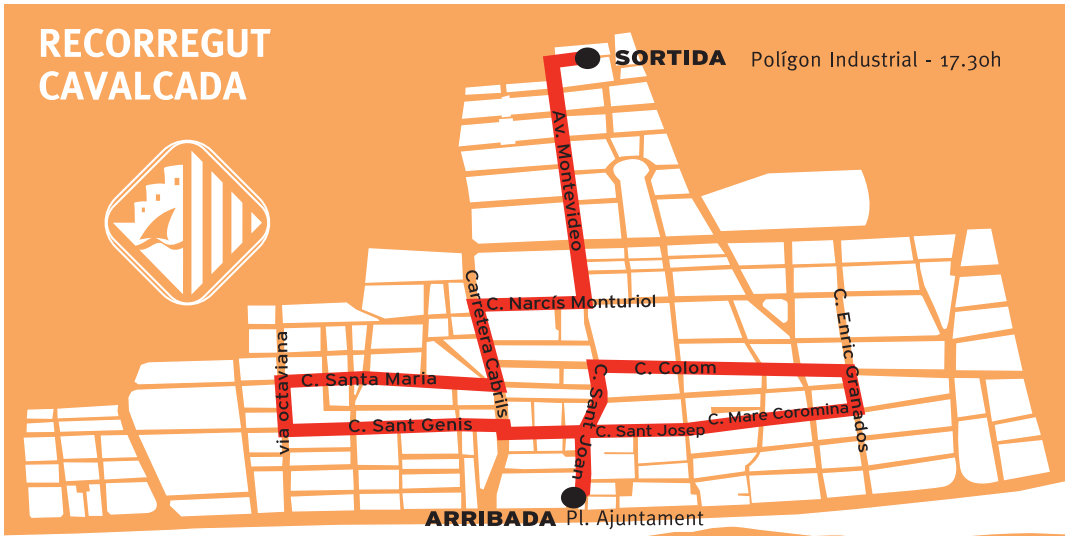 RECORREGUT
CAVALCADA
SORTIDA Polígon Industrial - 17.30h
Av. Montevideo
C. Narcís Monturiol
Carretera Cabrils
C. Enric Granados
via octaviana
C. Santa Maria
C. Colom
C. Sant Joan
C. Sant Genis
C. Sant Josep
C. Mare Coromina
ARRIBADA Pl. Ajuntament